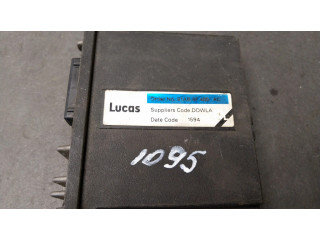 Lucas
Suppliers Code DDWLA
Date Code 1594
1095